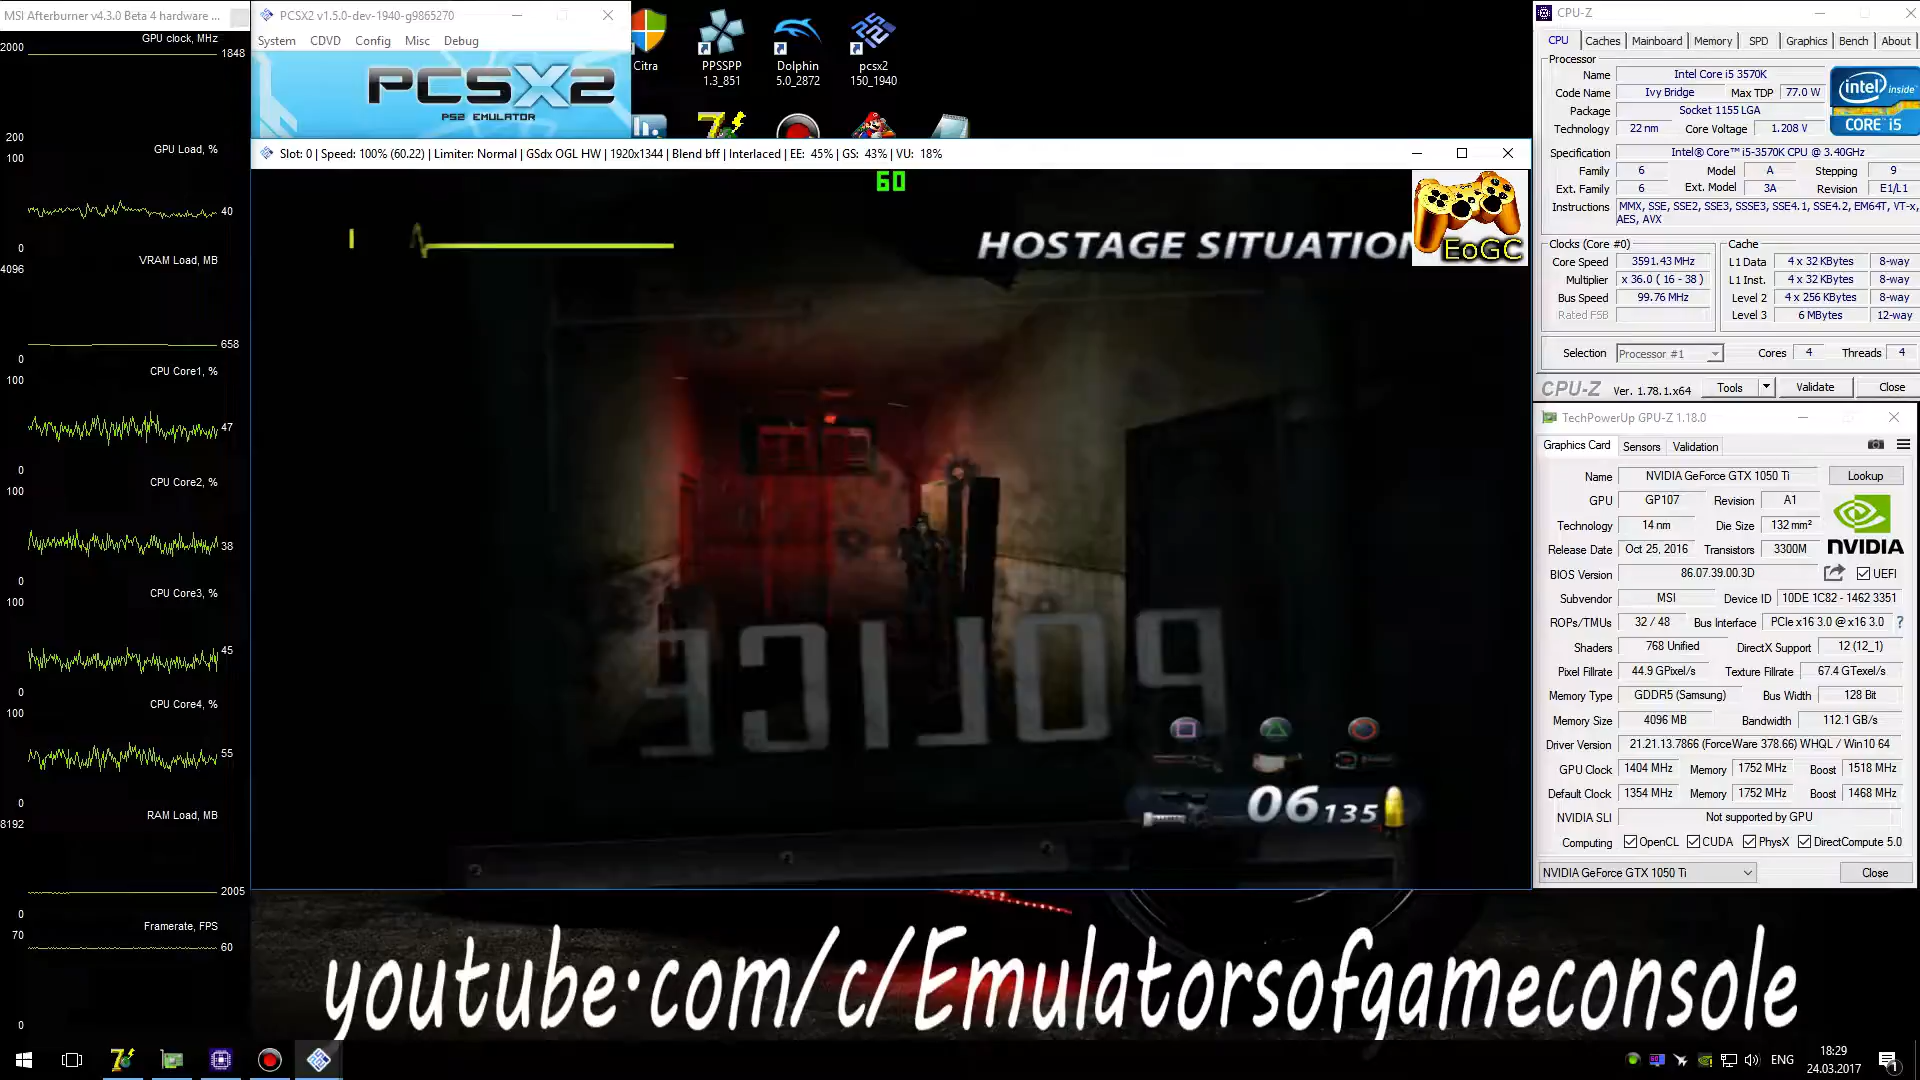 MSI Afterburner v4.3.0 Beta 4 hardware ...
GPU clock, MHz
2000
1848
200
GPU Load, %
100
40
0
VRAM Load, MB
4096
658
0
CPU Core1, %
100
47
0
CPU Core2, %
100
38
0
CPU Core3, %
100
45
0
CPU Core4, %
100
55
0
RAM Load, MB
8192
2005
0
Framerate, FPS
70
60
0
PCSX2 v1.5.0-dev-1940-g9865270
System CDVD Config Misc Debug
PCSX2
PS2 EMULATOR
Citra
PPSSPP
1.3_851
Dolphin
5.0_2872
pcsx2
150_1940
Slot: 0 | Speed: 100% (60.22) | Limiter: Normal | GSdx OGL HW | 1920x1344 | Blend bff | Interlaced | EE: 45% | GS: 43% | VU: 18%
60
HOSTAGE SITUATION
EoGC
POLICE
06 135
youtube.com/c/Emulatorsofgameconsole
CPU-Z
CPU Caches Mainboard Memory SPD Graphics Bench About
Processor
Name Intel Core i5 3570K
Code Name Ivy Bridge Max TDP 77.0 W
Package Socket 1155 LGA
Technology 22 nm Core Voltage 1.208 V
intel inside
CORE i5
Specification Intel® Core™ i5-3570K CPU @ 3.40GHz
Family 6 Model A Stepping 9
Ext. Family 6 Ext. Model 3A Revision E1/L1
Instructions MMX, SSE, SSE2, SSE3, SSSE3, SSE4.1, SSE4.2, EM64T, VT-x,
AES, AVX
Clocks (Core #0) Cache
Core Speed 3591.43 MHz L1 Data 4 x 32 KBytes 8-way
Multiplier x 36.0 ( 16 - 38 ) L1 Inst. 4 x 32 KBytes 8-way
Bus Speed 99.76 MHz Level 2 4 x 256 KBytes 8-way
Rated FSB Level 3 6 MBytes 12-way
Selection Processor #1 Cores 4 Threads 4
CPU-Z Ver. 1.78.1.x64 Tools Validate Close
TechPowerUp GPU-Z 1.18.0
Graphics Card Sensors Validation
Name NVIDIA GeForce GTX 1050 Ti Lookup
GPU GP107 Revision A1
Technology 14 nm Die Size 132 mm²
NVIDIA
Release Date Oct 25, 2016 Transistors 3300M
BIOS Version 86.07.39.00.3D UEFI
Subvendor MSI Device ID 10DE 1C82 - 1462 3351
ROPs/TMUs 32 / 48 Bus Interface PCIe x16 3.0 @ x16 3.0 ?
Shaders 768 Unified DirectX Support 12 (12_1)
Pixel Fillrate 44.9 GPixel/s Texture Fillrate 67.4 GTexel/s
Memory Type GDDR5 (Samsung) Bus Width 128 Bit
Memory Size 4096 MB Bandwidth 112.1 GB/s
Driver Version 21.21.13.7866 (ForceWare 378.66) WHQL / Win10 64
GPU Clock 1404 MHz Memory 1752 MHz Boost 1518 MHz
Default Clock 1354 MHz Memory 1752 MHz Boost 1468 MHz
NVIDIA SLI Not supported by GPU
Computing OpenCL CUDA PhysX DirectCompute 5.0
NVIDIA GeForce GTX 1050 Ti Close
ENG
18:29
24.03.2017
1